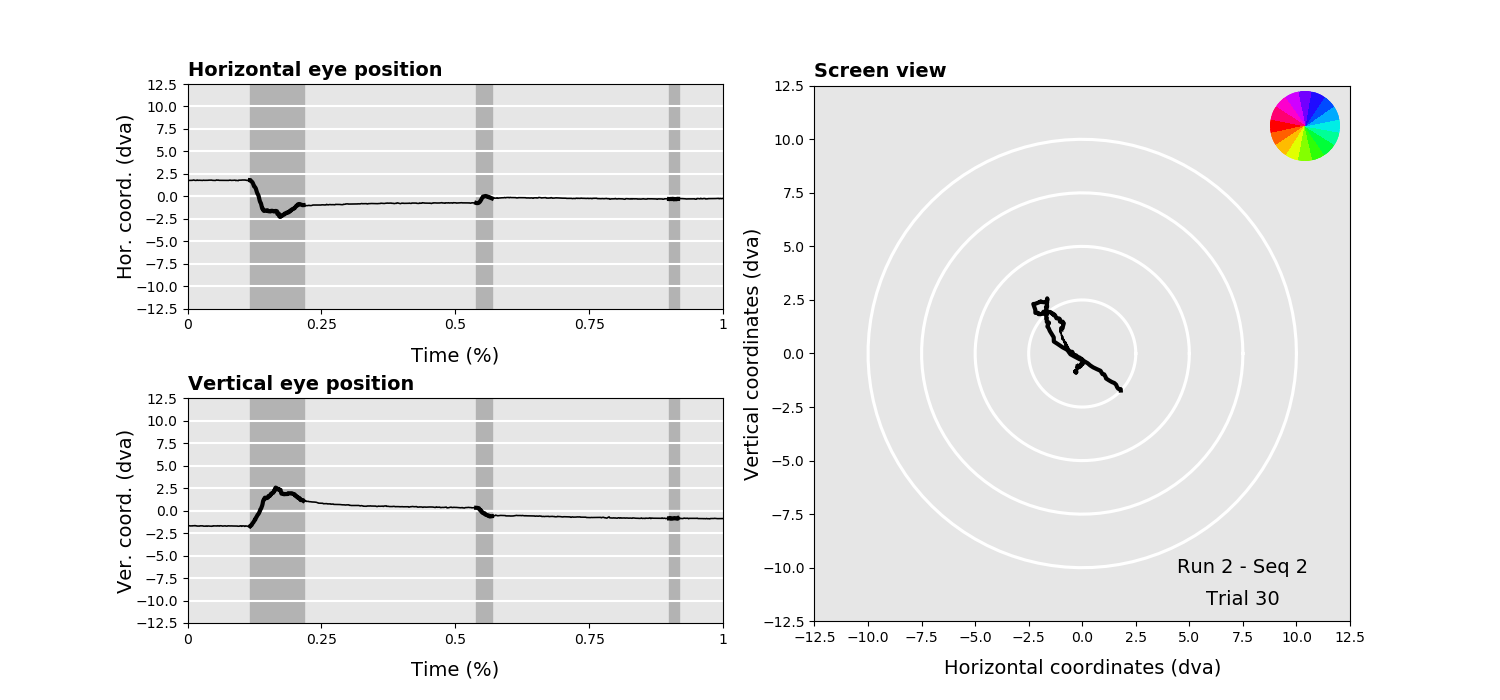 Horizontal eye position
12.5
10.0
7.5
5.0
2.5
0.0
−2.5
−5.0
−7.5
−10.0
−12.5
Hor. coord. (dva)
0 0.25 0.5 0.75 1
Time (%)
Vertical eye position
12.5
10.0
7.5
5.0
2.5
0.0
−2.5
−5.0
−7.5
−10.0
−12.5
Ver. coord. (dva)
0 0.25 0.5 0.75 1
Time (%)
Screen view
12.5
10.0
7.5
5.0
2.5
0.0
−2.5
−5.0
−7.5
−10.0
−12.5
Vertical coordinates (dva)
Run 2 - Seq 2
Trial 30
−12.5 −10.0 −7.5 −5.0 −2.5 0.0 2.5 5.0 7.5 10.0 12.5
Horizontal coordinates (dva)